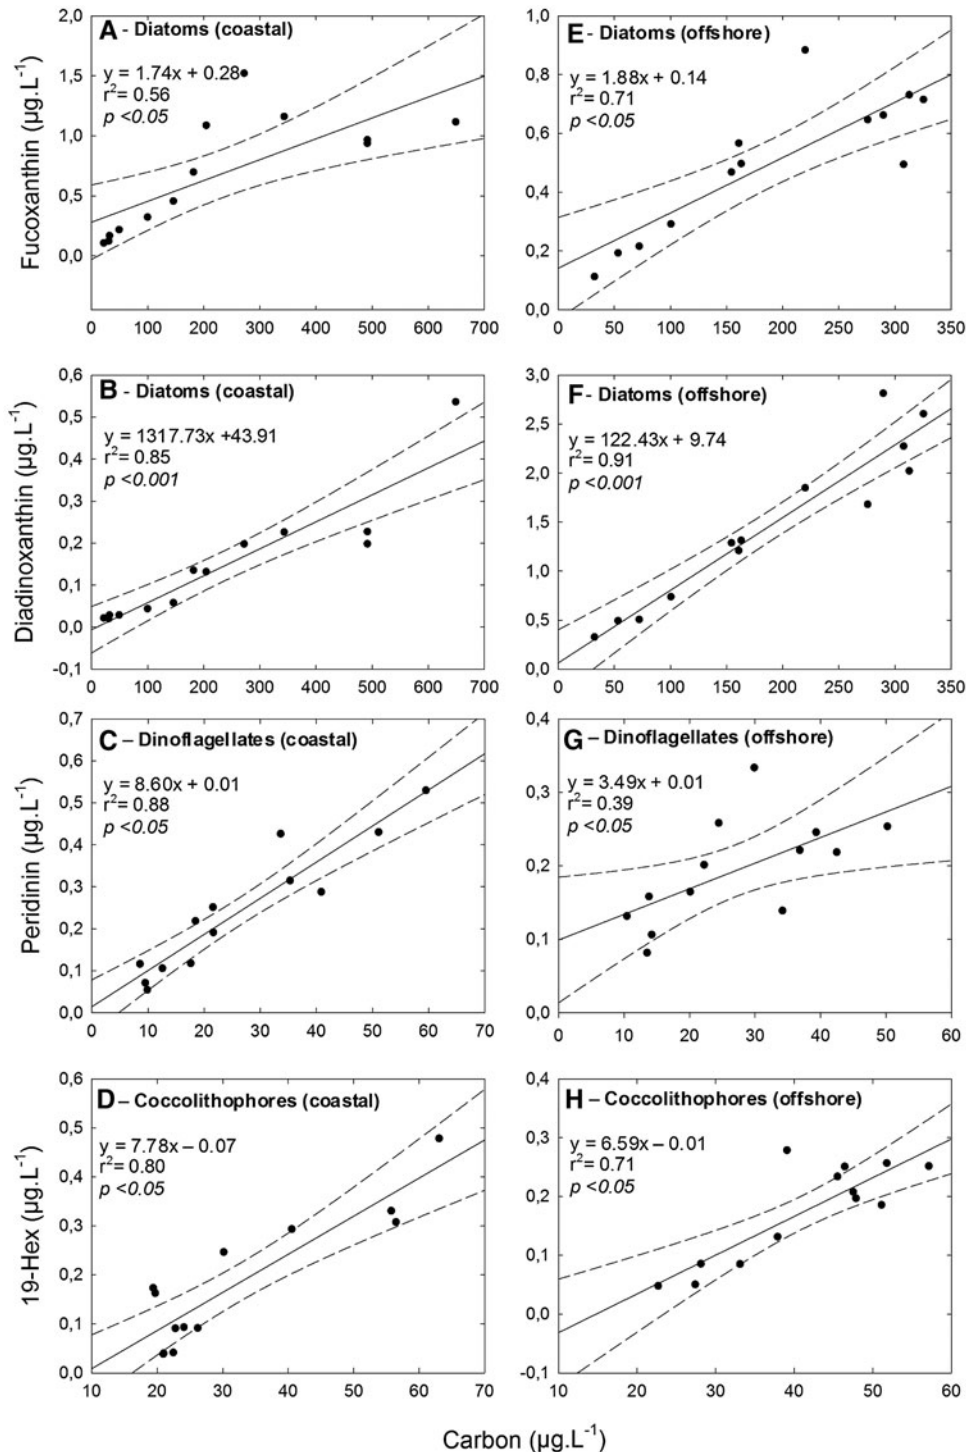 A - Diatoms (coastal)
y = 1.74x + 0.28
r²= 0.56
p <0.05
Fucoxanthin (µg.L⁻¹)
2,0
1,5
1,0
0,5
0,0
0 100 200 300 400 500 600 700
E - Diatoms (offshore)
y = 1.88x + 0.14
r²= 0.71
p <0.05
1,0
0,8
0,6
0,4
0,2
0,0
0 50 100 150 200 250 300 350
B - Diatoms (coastal)
y = 1317.73x +43.91
r²= 0.85
p <0.001
Diadinoxanthin (µg.L⁻¹)
0,6
0,5
0,4
0,3
0,2
0,1
0,0
-0,1
0 100 200 300 400 500 600 700
F - Diatoms (offshore)
y = 122.43x + 9.74
r²= 0.91
p <0.001
3,0
2,5
2,0
1,5
1,0
0,5
0,0
0 50 100 150 200 250 300 350
C – Dinoflagellates (coastal)
y = 8.60x + 0.01
r²= 0.88
p <0.05
Peridinin (µg.L⁻¹)
0,7
0,6
0,5
0,4
0,3
0,2
0,1
0,0
0 10 20 30 40 50 60 70
G – Dinoflagellates (offshore)
y = 3.49x + 0.01
r²= 0.39
p <0.05
0,4
0,3
0,2
0,1
0,0
0 10 20 30 40 50 60
D – Coccolithophores (coastal)
y = 7.78x – 0.07
r²= 0.80
p <0.05
19-Hex (µg.L⁻¹)
0,6
0,5
0,4
0,3
0,2
0,1
0,0
10 20 30 40 50 60 70
H – Coccolithophores (offshore)
y = 6.59x – 0.01
r²= 0.71
p <0.05
0,4
0,3
0,2
0,1
0,0
-0,1
10 20 30 40 50 60
Carbon (µg.L⁻¹)